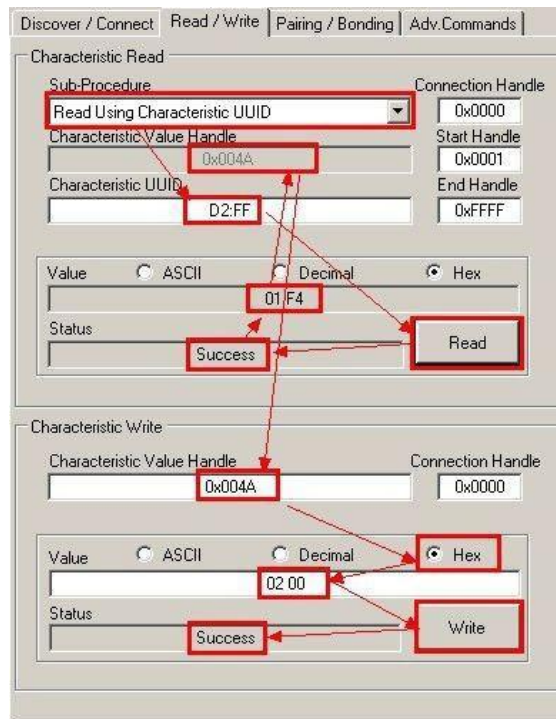 Discover / Connect Read / Write Pairing / Bonding Adv.Commands
Characteristic Read
Sub-Procedure Connection Handle
Read Using Characteristic UUID 0x0000
Characteristic Value Handle Start Handle
0x004A 0x0001
Characteristic UUID End Handle
D2:FF 0xFFFF
Value ASCII Decimal Hex
01 F4
Status
Success Read
Characteristic Write
Characteristic Value Handle Connection Handle
0x004A 0x0000
Value ASCII Decimal Hex
02 00
Status
Success Write